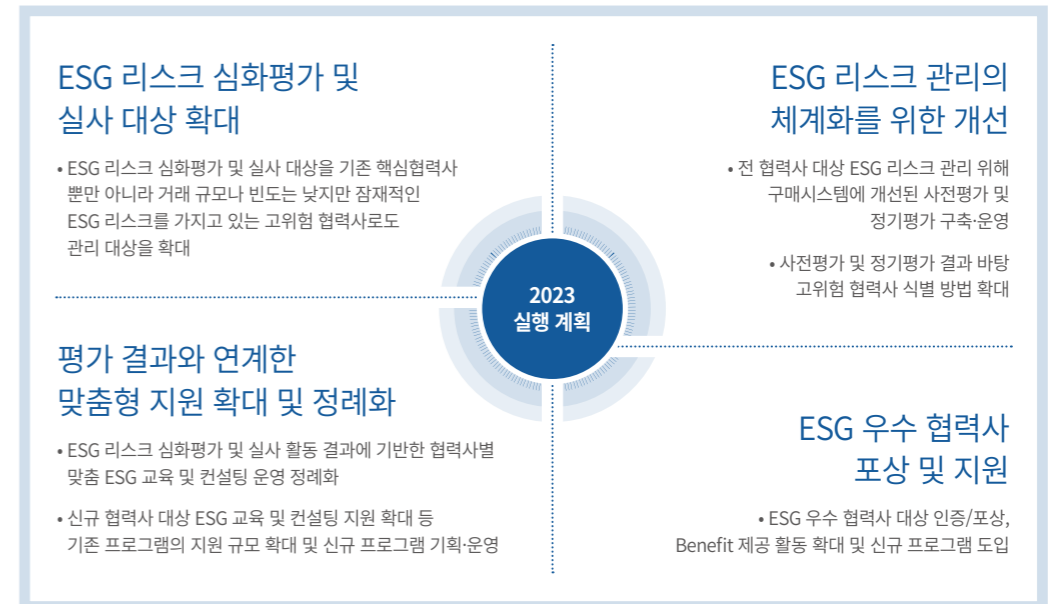 ESG 리스크 심화평가 및
실사 대상 확대
• ESG 리스크 심화평가 및 실사 대상을 기존 핵심협력사
뿐만 아니라 거래 규모나 빈도는 낮지만 잠재적인
ESG 리스크를 가지고 있는 고위험 협력사로도
관리 대상을 확대
ESG 리스크 관리의
체계화를 위한 개선
• 전 협력사 대상 ESG 리스크 관리 위해
구매시스템에 개선된 사전평가 및
정기평가 구축·운영
• 사전평가 및 정기평가 결과 바탕
고위험 협력사 식별 방법 확대
2023
실행 계획
평가 결과와 연계한
맞춤형 지원 확대 및 정례화
• ESG 리스크 심화평가 및 실사 활동 결과에 기반한 협력사별
맞춤 ESG 교육 및 컨설팅 운영 정례화
• 신규 협력사 대상 ESG 교육 및 컨설팅 지원 확대 등
기존 프로그램의 지원 규모 확대 및 신규 프로그램 기획·운영
ESG 우수 협력사
포상 및 지원
• ESG 우수 협력사 대상 인증/포상,
Benefit 제공 활동 확대 및 신규 프로그램 도입